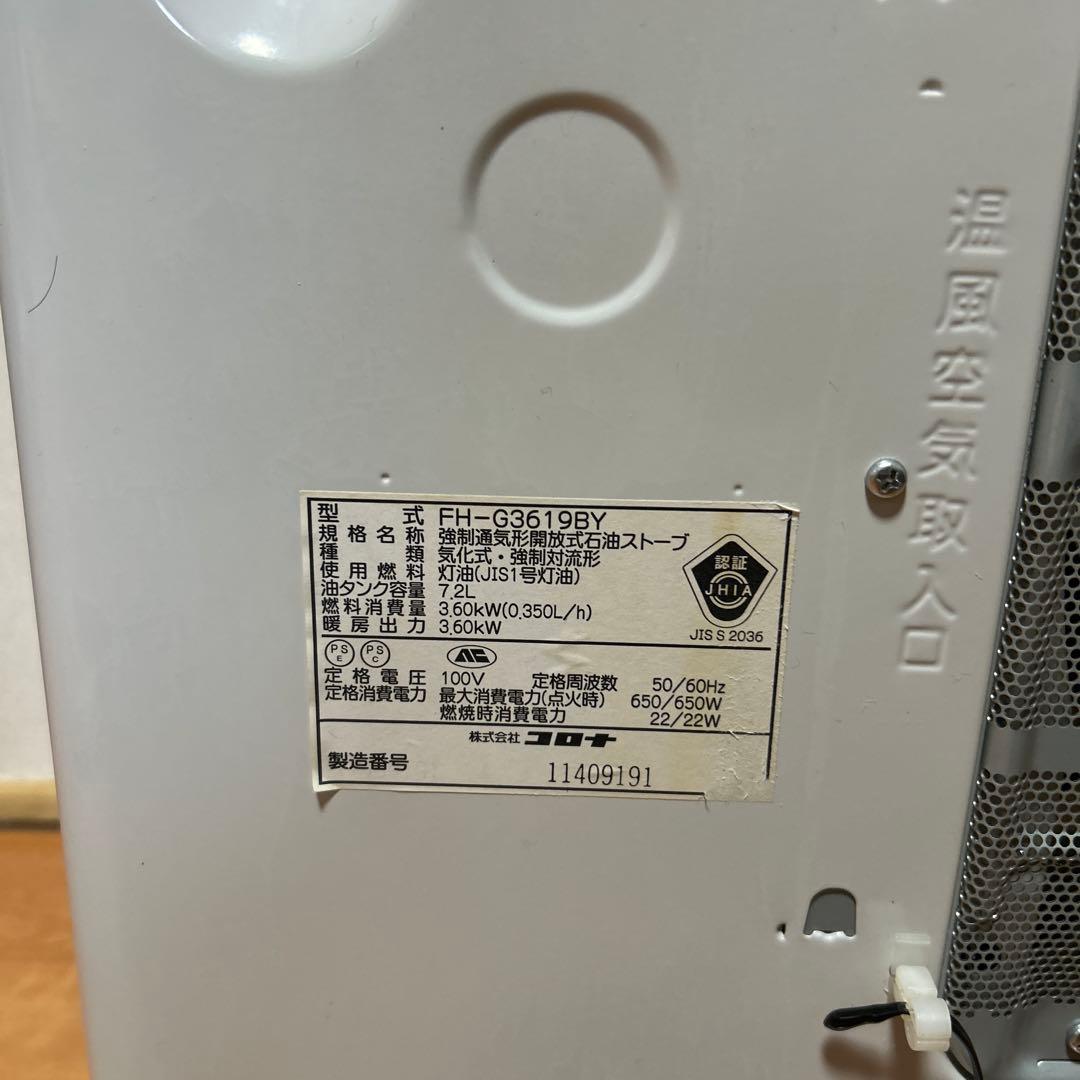 温風空気取入口
型式 FH-G3619BY
規格名称 強制通気形開放式石油ストーブ
種類 気化式・強制対流形
使用燃料 灯油(JIS1号灯油)
油タンク容量 7.2L
燃料消費量 3.60kW(0.350L/h)
暖房出力 3.60kW
認証
JHIA
JIS S 2036
PS E PS C
定格電圧 100V 定格周波数 50/60Hz
定格消費電力 最大消費電力(点火時) 650/650W
燃焼時消費電力 22/22W
株式会社 コロナ
製造番号 11409191